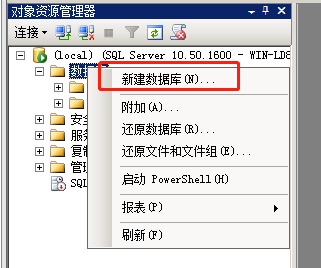 对象资源管理器
连接
(local) (SQL Server 10.50.1600 - WIN-LD8
数据
新建数据库(N)...
附加(A)...
安
还原数据库(R)...
服务
还原文件和文件组(E)...
复制
管理
启动 PowerShell(H)
SQL
报表(P)
刷新(F)